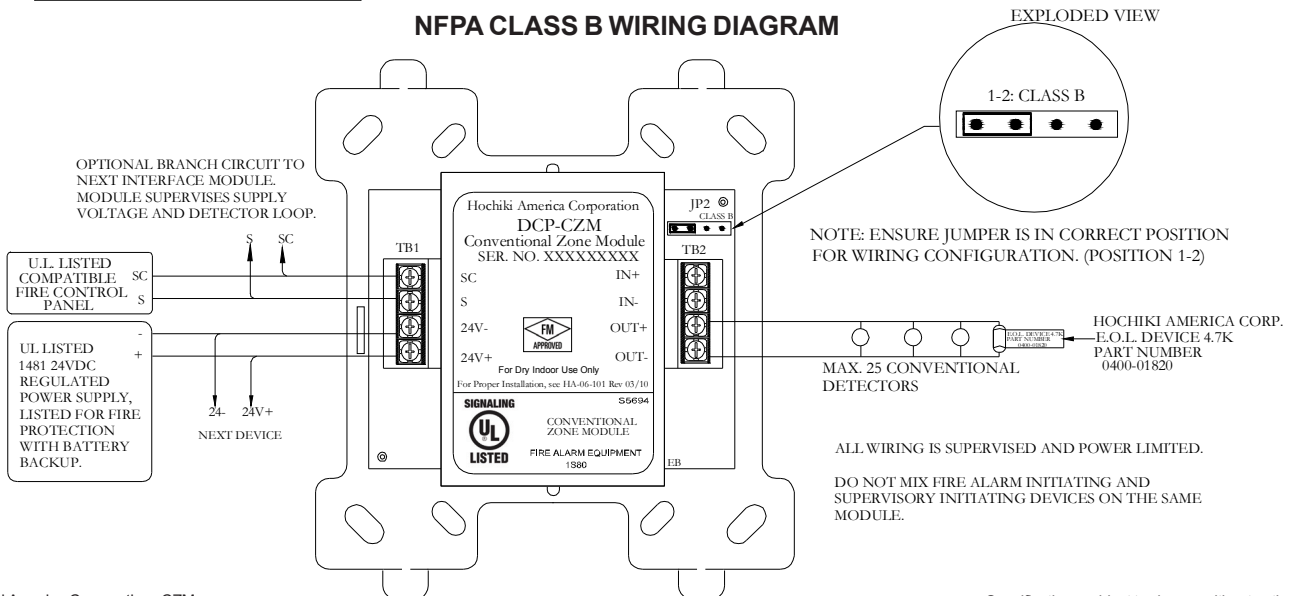 NFPA CLASS B WIRING DIAGRAM
EXPLODED VIEW
1-2: CLASS B
OPTIONAL BRANCH CIRCUIT TO
NEXT INTERFACE MODULE.
MODULE SUPERVISES SUPPLY
VOLTAGE AND DETECTOR LOOP.
S SC
U.L. LISTED
COMPATIBLE
FIRE CONTROL
PANEL
SC
S
UL LISTED
1481 24VDC
REGULATED
POWER SUPPLY,
LISTED FOR FIRE
PROTECTION
WITH BATTERY
BACKUP.
-
+
24- 24V+
NEXT DEVICE
TB1
Hochiki America Corporation
DCP-CZM
Conventional Zone Module
SER. NO. XXXXXXXXX
SC IN+
S IN-
24V- OUT+
24V+ OUT-
FM
APPROVED
For Dry Indoor Use Only
For Proper Installation, see HA-06-101 Rev 03/10
SIGNALING
UL
LISTED
S5694
CONVENTIONAL
ZONE MODULE
FIRE ALARM EQUIPMENT
1S80
EB
JP2
CLASS B
TB2
NOTE: ENSURE JUMPER IS IN CORRECT POSITION
FOR WIRING CONFIGURATION. (POSITION 1-2)
MAX. 25 CONVENTIONAL
DETECTORS
E.O.L. DEVICE 4.7K
PART NUMBER
0400-01820
HOCHIKI AMERICA CORP.
E.O.L. DEVICE 4.7K
PART NUMBER
0400-01820
ALL WIRING IS SUPERVISED AND POWER LIMITED.
DO NOT MIX FIRE ALARM INITIATING AND
SUPERVISORY INITIATING DEVICES ON THE SAME
MODULE.